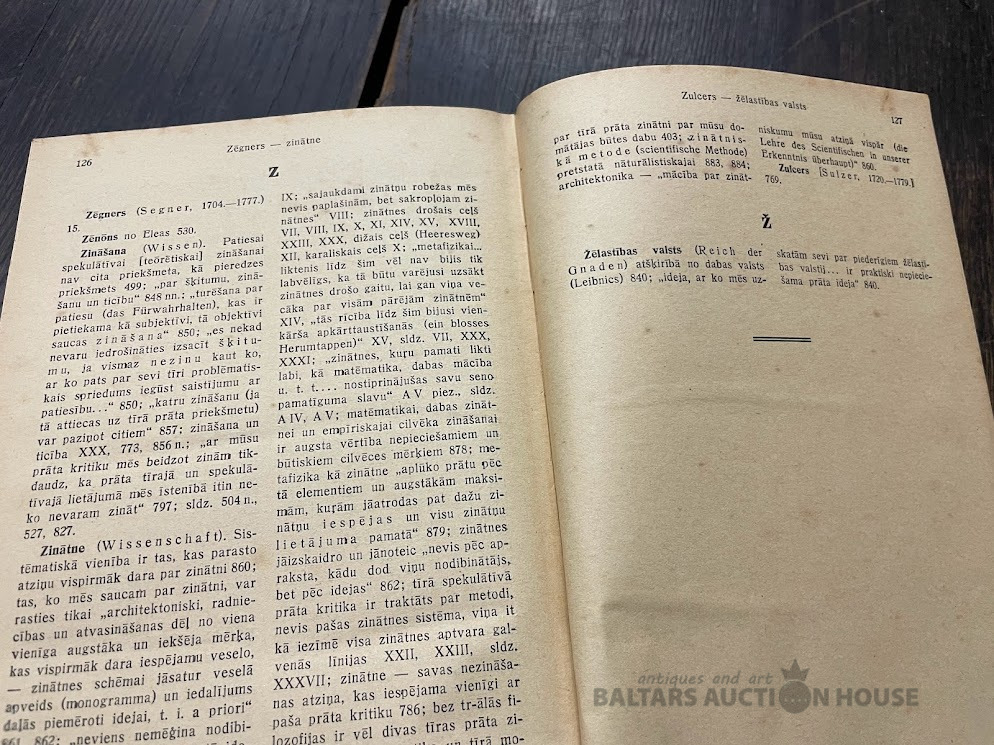 126
Zēgners — zinātne
Z
Zēgners (Segner, 1704.—1777.)
15.
Zēnōns no Eleas 530.
Zināšana (Wissen). Patiesai
spekulātīvai [teōrētiskai] zināšanai
nav cita priekšmeta, kā pieredzes
priekšmets 499; „par šķitumu, zinā-
šanu un ticību“ 848 nn.; „turēšana par
patiesu (das Fürwahrhalten), kas ir
pietiekama kā subjektīvi, tā objektīvi
saucas zināšana“ 850; „es nekad
nevaru iedrošināties izsacīt šķitu-
mu, ja vismaz nezinu kaut ko,
ar ko pats par sevi tīri problēmatis-
kais spriedums iegūst saistījumu ar
patiesību...“ 850; „katru zināšanu (ja
tā attiecas uz tīrā prāta priekšmetu)
var paziņot citiem“ 857; zināšana un
ticība XXX, 773, 856 n.; „ar mūsu
prāta kritiku mēs beidzot zinām tik-
daudz, ka prāta tīrajā un spekulā-
tīvajā lietājumā mēs īstenībā itin ne-
ko nevaram zināt“ 797; sldz. 504 n.,
527, 827.
Zinātne (Wissenschaft). Sis-
tēmatiskā vienība ir tas, kas parasto
atziņu vispirmāk dara par zinātni 860;
tas, ko mēs saucam par zinātni, var
rasties tikai „architektoniski, radnie-
cības un atvasināšanas dēļ no viena
vienīga augstāka un iekšēja mērķa,
kas vispirmāk dara iespējamu veselo,
— zinātnes schēmai jāsatur veselā
apveids (monogramma) un iedalījums
daļās piemēroti idejai, t. i. a priori“
861, 862; „neviens nemēģina nodibi-
IX; „sajaukdami zinātņu robežas mēs
nevis paplašinām, bet sakropļojam zi-
nātnes“ VIII; zinātnes drošais ceļš
VII, VIII, IX, X, XI, XIV, XV, XVIII,
XXIII, XXX, dižais ceļš (Heeresweg)
XII, karaliskais ceļš X; „metafizikai...
liktenis līdz šim vēl nav bijis tik
labvēligs, ka tā būtu varējusi uzsākt
zinātnes drošo gaitu, lai gan viņa ve-
cāka par visām pārējām zinātnēm“
XIV, „tās rīcība līdz šim bijusi vien-
kārša apkārttaustīšanās (ein blosses
Herumtappen)“ XV, sldz. VII, XXX,
XXXI; „zinātnes, kuŗu pamati likti
labi, kā matēmatika, dabas mācība
u. t. t.... nostiprinājušas savu seno
pamatīguma slavu“ A V piez., sldz.
A IV, A V; matēmatikai, dabas zināt-
nei un empīriskajai cilvēka zināšanai
ir augsta vērtība nepieciešamiem un
būtiskiem cilvēces mērķiem 878; me-
tafizika kā zinātne „aplūko prātu pēc
tā elementiem un augstākām maksi-
mām, kuŗām jāatrodas pat dažu zi-
nātņu iespējas un visu zinātņu
lietājuma pamatā“ 879; zinātnes
jāizskaidro un jānoteic „nevis pēc ap-
raksta, kādu dod viņu nodibinātājs,
bet pēc idejas“ 862; tīrā spekulātīvā
prāta kritika ir traktāts par metodi,
nevis pašas zinātnes sistēma, viņa it
kā iezīmē visa zinātnes aptvara gal-
venās līnijas XXII, XXIII, sldz.
XXXVII; zinātne — savas nezināša-
nas atziņa, kas iespējama vienīgi ar
paša prāta kritiku 786; bez tr-ālās fi-
lozofijas ir vēl divas tīras prāta zi-
Zulcers — žēlastības valsts
127
par tīrā prāta zinātni par mūsu do-
mātājas būtes dabu 403; zinātnis-
kā metode (scientifische Methode)
pretstatā nātūrālistiskajai 883, 884;
architektonika — „mācība par zināt-
niskumu mūsu atziņā vispār (die
Lehre des Scientifischen in unserer
Erkenntnis überhaupt)“ 860.
Zulcers [Sulzer, 1720.—1779.]
769.
Ž
Žēlastības valsts (Reich der
Gnaden) atšķirībā no dabas valsts
(Leibnics) 840; „ideja, ar ko mēs uz-
skatām sevi par piederīgiem žēlastī-
bas valstij... ir praktiski nepiecie-
šama prāta ideja“ 840.
antiques and art
BALTARS AUCTION HOUSE